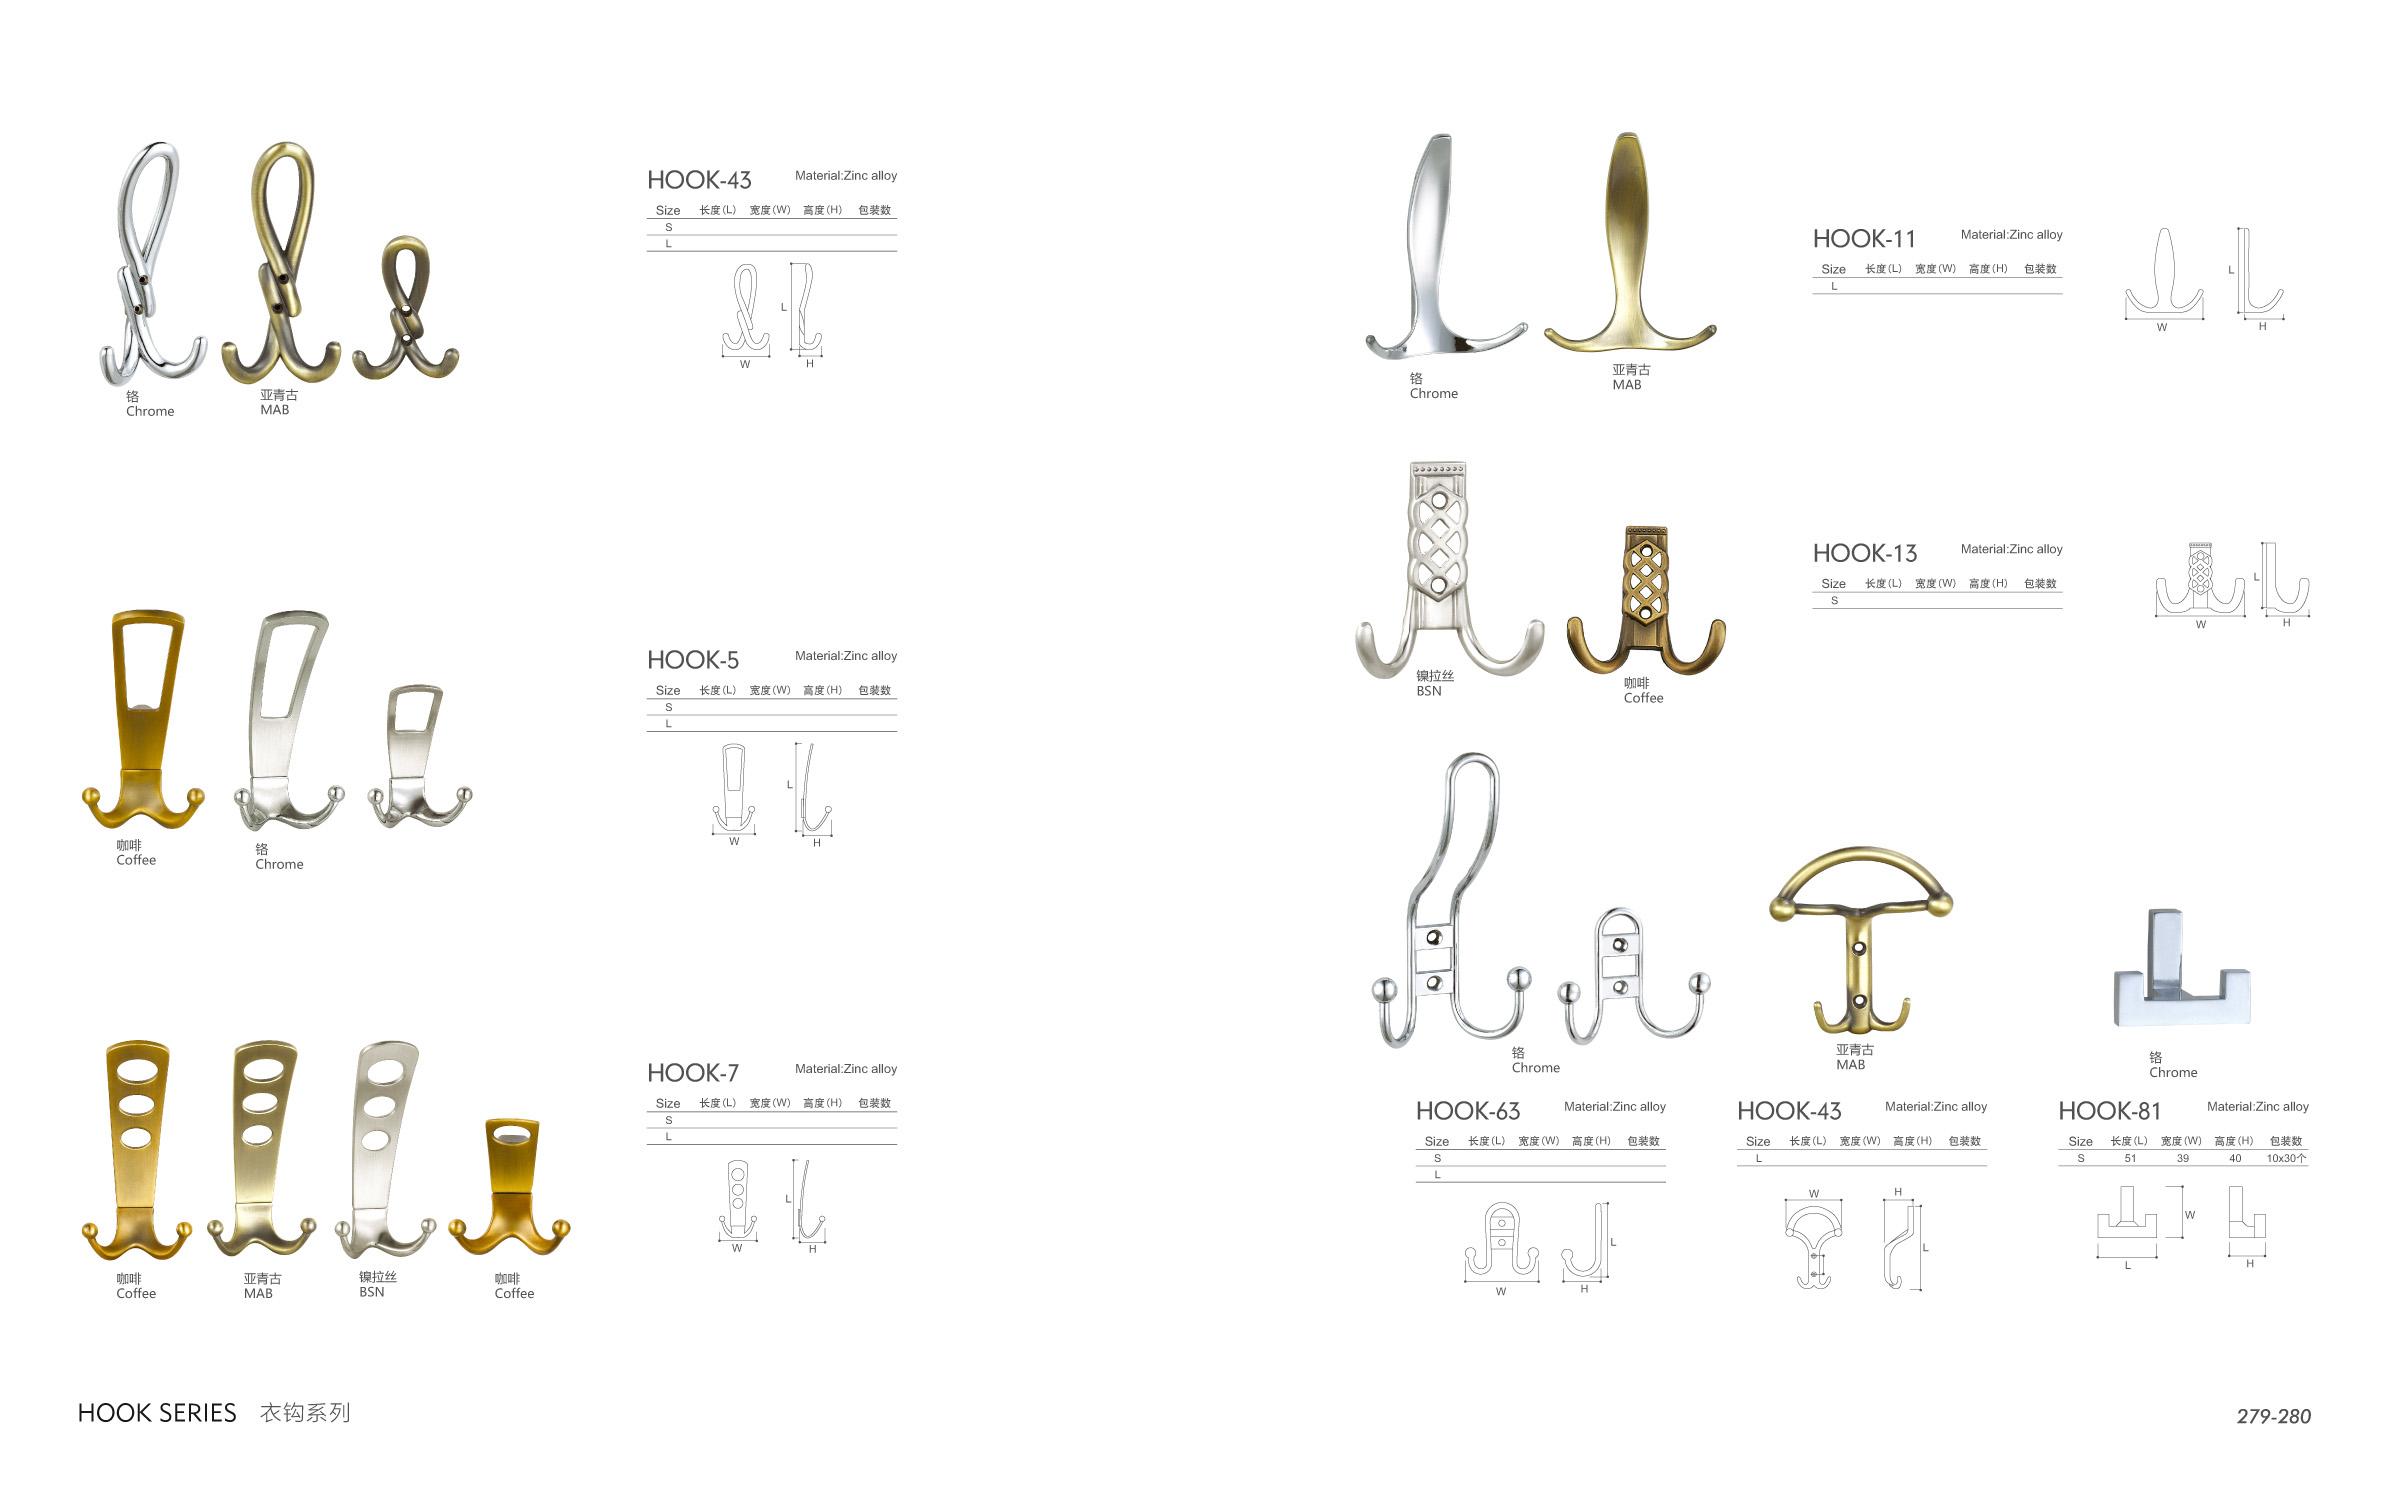 HOOK-43 Material:Zinc alloy
Size 长度(L) 宽度(W) 高度(H) 包装数
S
L
L
W H
铬
Chrome
亚青古
MAB
HOOK-5 Material:Zinc alloy
Size 长度(L) 宽度(W) 高度(H) 包装数
S
L
L
W H
咖啡
Coffee
铬
Chrome
HOOK-7 Material:Zinc alloy
Size 长度(L) 宽度(W) 高度(H) 包装数
S
L
L
W H
咖啡
Coffee
亚青古
MAB
镍拉丝
BSN
咖啡
Coffee
HOOK-11 Material:Zinc alloy
Size 长度(L) 宽度(W) 高度(H) 包装数
L
L
W H
铬
Chrome
亚青古
MAB
HOOK-13 Material:Zinc alloy
Size 长度(L) 宽度(W) 高度(H) 包装数
S
L
W H
镍拉丝
BSN
咖啡
Coffee
铬
Chrome
亚青古
MAB
铬
Chrome
HOOK-63 Material:Zinc alloy
Size 长度(L) 宽度(W) 高度(H) 包装数
S
L
L
W H
HOOK-43 Material:Zinc alloy
Size 长度(L) 宽度(W) 高度(H) 包装数
L
W H
L
HOOK-81 Material:Zinc alloy
Size 长度(L) 宽度(W) 高度(H) 包装数
S 51 39 40 10x30个
W
L H
HOOK SERIES 衣钩系列
279-280